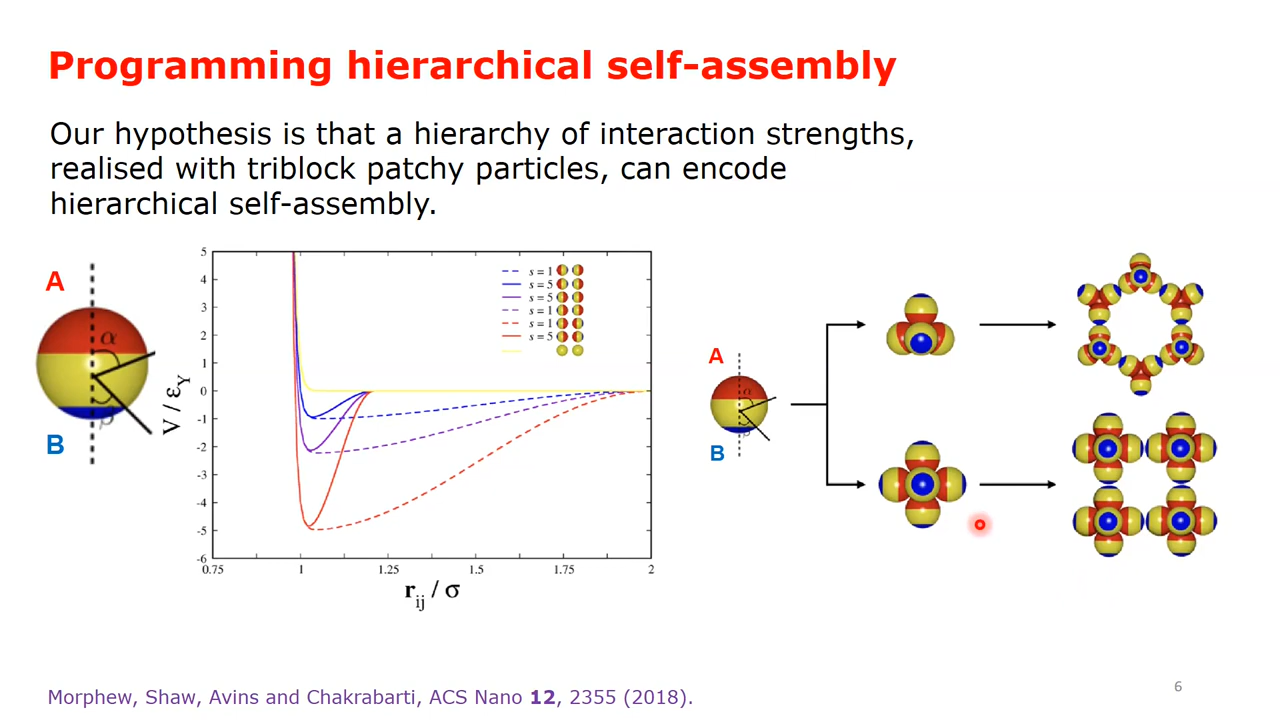 Programming hierarchical self-assembly
Our hypothesis is that a hierarchy of interaction strengths,
realised with triblock patchy particles, can encode
hierarchical self-assembly.
A
α
β
B
V / εY
5
4
3
2
1
0
-1
-2
-3
-4
-5
-6
s = 1
s = 5
s = 5
s = 1
s = 1
s = 5
0.75
1
1.25
1.5
1.75
2
rij / σ
A
α
β
B
Morphew, Shaw, Avins and Chakrabarti, ACS Nano 12, 2355 (2018).
6